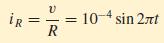 i_R = υ/R = 10⁻⁴ sin 2πt